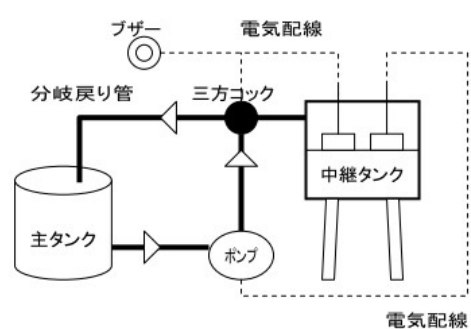 ブザー
電気配線
分岐戻り管
三方コック
中継タンク
主タンク
ポンプ
電気配線